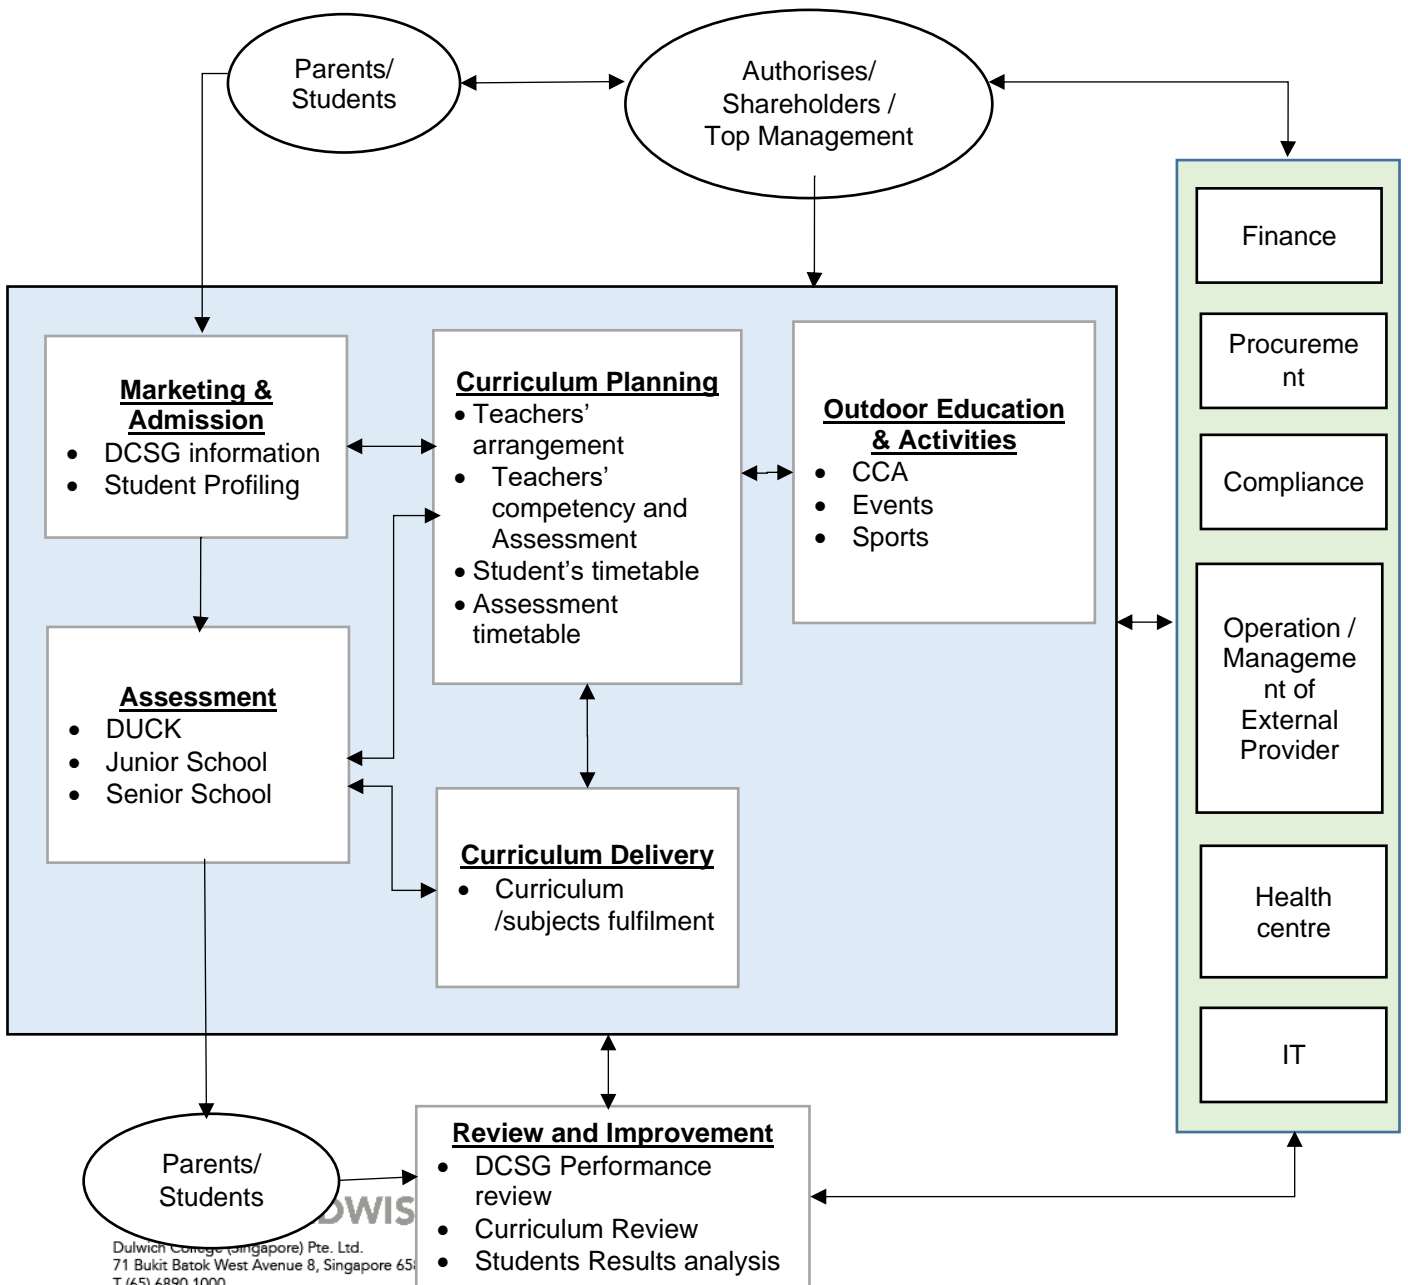 Parents/
Students
Authorises/
Shareholders /
Top Management
Finance
Procureme
nt
Compliance
Operation /
Manageme
nt of
External
Provider
Health
centre
IT
Marketing &
Admission
• DCSG information
• Student Profiling
Curriculum Planning
• Teachers’
arrangement
• Teachers’
competency and
Assessment
• Student’s timetable
• Assessment
timetable
Outdoor Education
& Activities
• CCA
• Events
• Sports
Assessment
• DUCK
• Junior School
• Senior School
Curriculum Delivery
• Curriculum
/subjects fulfilment
Parents/
Students
Review and Improvement
• DCSG Performance
review
• Curriculum Review
• Students Results analysis
Dulwich College (Singapore) Pte. Ltd.
71 Bukit Batok West Avenue 8, Singapore
T (65) 6890 1000